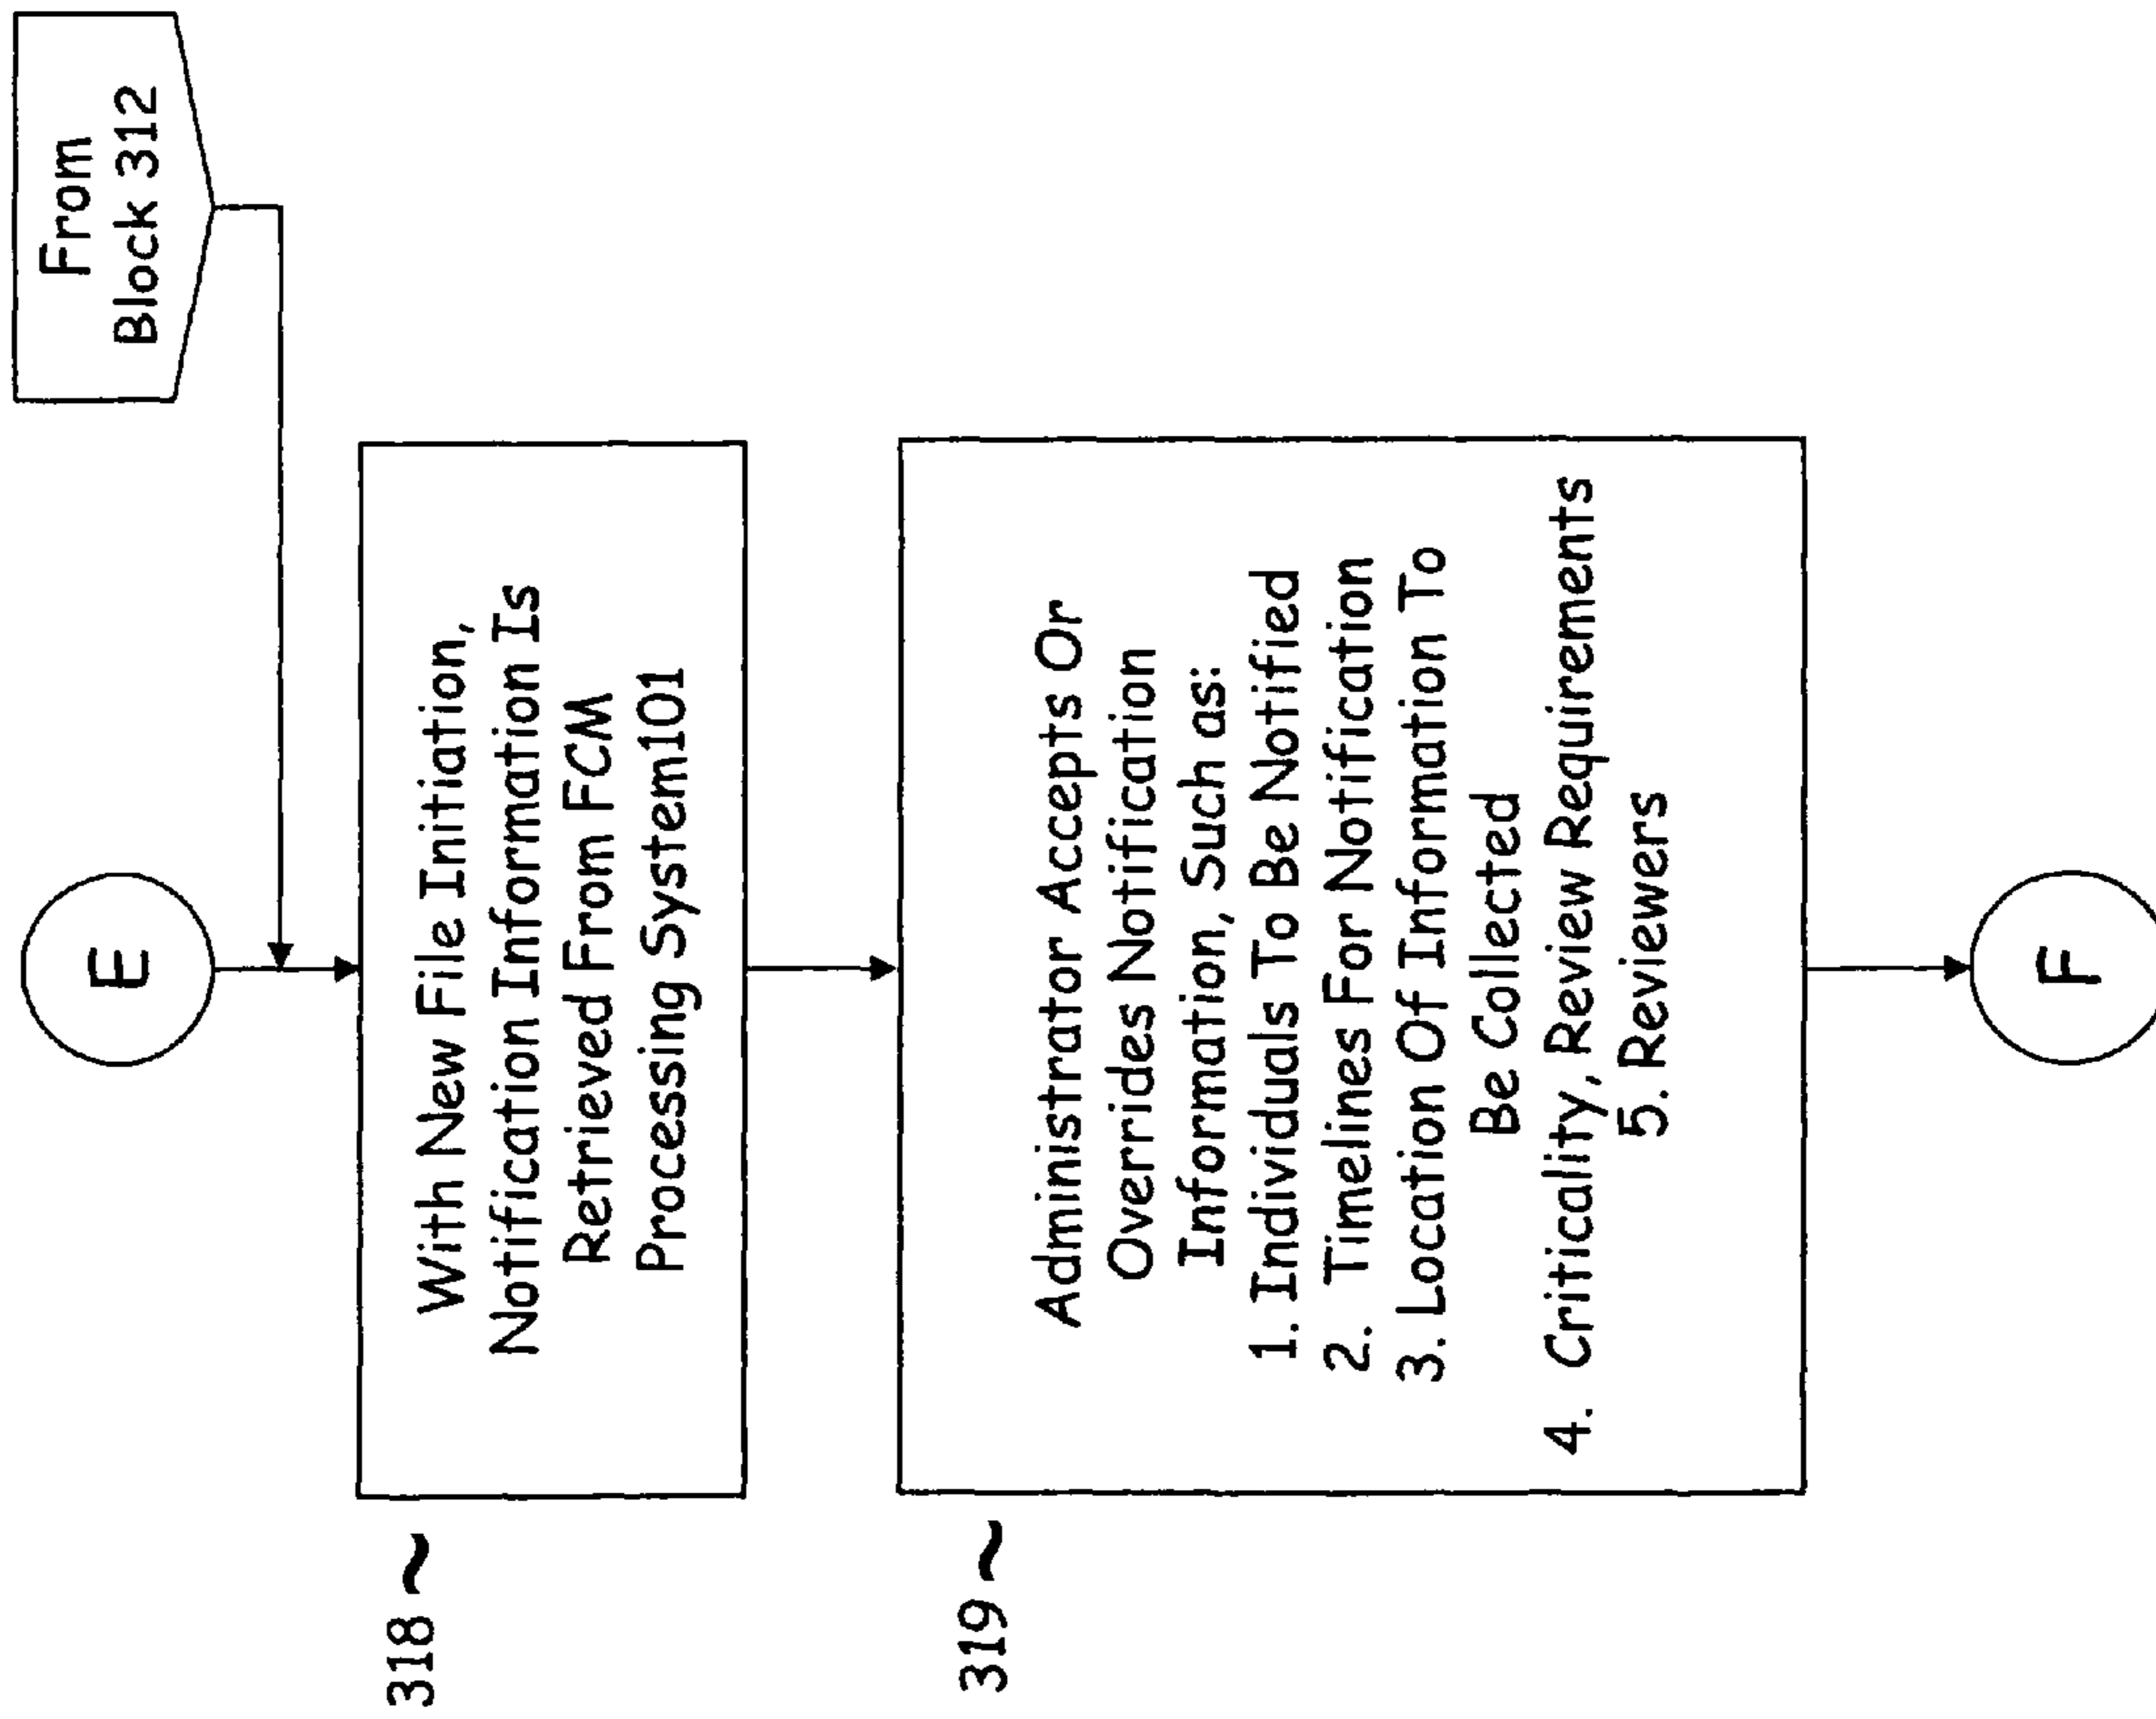 E
From
Block 312
318 ~
With New File Initiation,
Notification Information Is
Retrieved From FCM
Processing System101
319 ~
Administrator Accepts Or
Overrides Notification
Information, Such as:
1. Individuals To Be Notified
2. Timelines For Notification
3. Location Of Information To
Be Collected
4. Criticality, Review Requirements
5. Reviewers
F